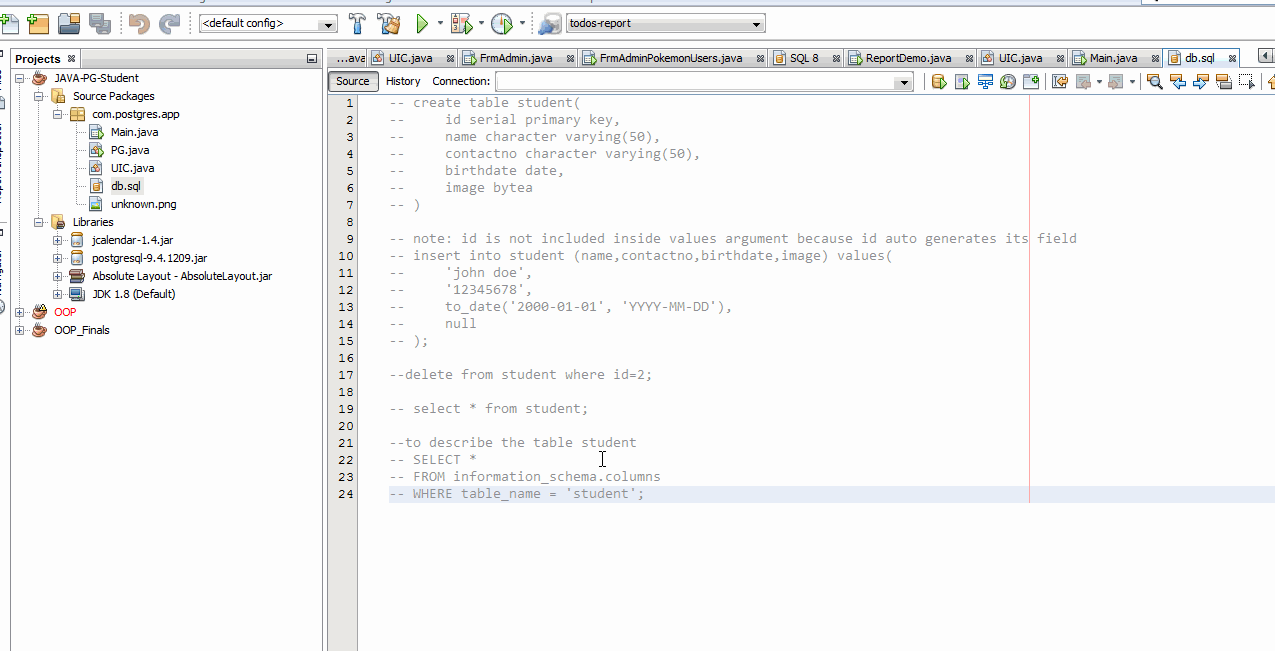 <default config>
todos-report
Projects
...ava
UIC.java
FrmAdmin.java
FrmAdminPokemonUsers.java
SQL 8
ReportDemo.java
UIC.java
Main.java
db.sql
Source
History
Connection:
JAVA-PG-Student
Source Packages
com.postgres.app
Main.java
PG.java
UIC.java
db.sql
unknown.png
Libraries
jcalendar-1.4.jar
postgresql-9.4.1209.jar
Absolute Layout - AbsoluteLayout.jar
JDK 1.8 (Default)
OOP
OOP_Finals
1 -- create table student(
2 --     id serial primary key,
3 --     name character varying(50),
4 --     contactno character varying(50),
5 --     birthdate date,
6 --     image bytea
7 -- )
8
9 -- note: id is not included inside values argument because id auto generates its field
10 -- insert into student (name,contactno,birthdate,image) values(
11 --     'john doe',
12 --     '12345678',
13 --     to_date('2000-01-01', 'YYYY-MM-DD'),
14 --     null
15 -- );
16
17 --delete from student where id=2;
18
19 -- select * from student;
20
21 --to describe the table student
22 -- SELECT *
23 -- FROM information_schema.columns
24 -- WHERE table_name = 'student';